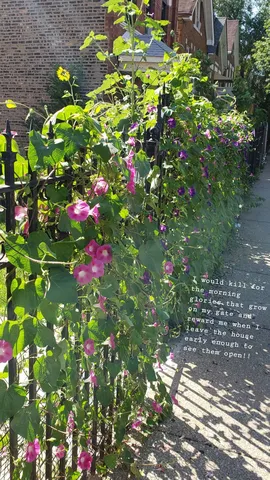 I would kill for
the morning
glories that grow
on my gate and
reward me when I
leave the house
early enough to
see them open!!